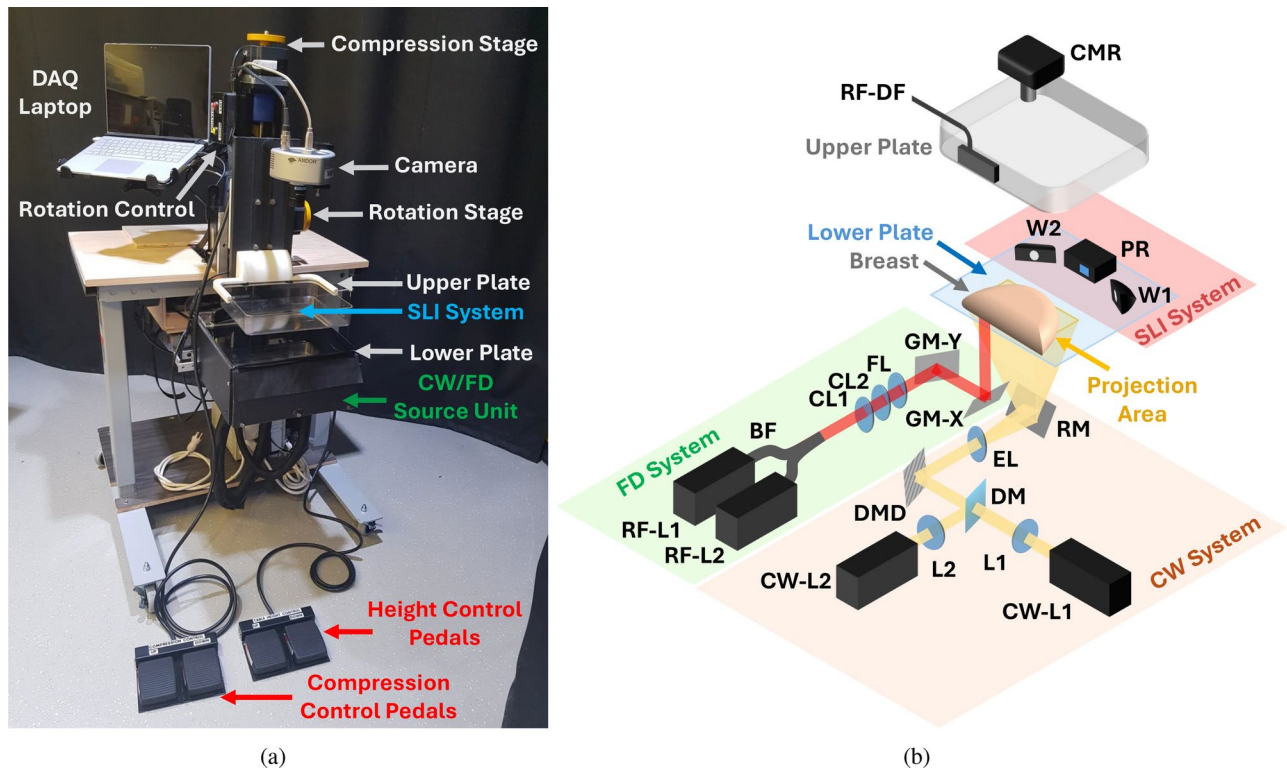 Compression Stage
DAQ
Laptop
ANDOR
Camera
Rotation Control
Rotation Stage
Upper Plate
SLI System
Lower Plate
CW/FD
Source Unit
Height Control
Pedals
Compression
Control Pedals
(a)
CMR
RF-DF
Upper Plate
W2
PR
Lower Plate
Breast
W1
SLI System
GM-Y
FL
CL2
CL1
Projection
Area
GM-X
RM
BF
EL
FD System
DM
DMD
RF-L1
RF-L2
L2
L1
CW-L2
CW-L1
CW System
(b)